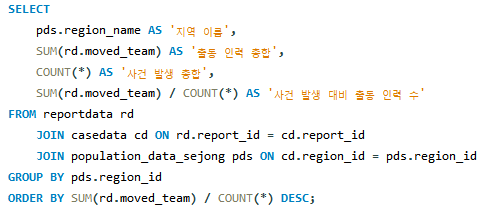 SELECT
pds.region_name AS '지역 이름',
SUM(rd.moved_team) AS '출동 인력 총합',
COUNT(*) AS '사건 발생 총합',
SUM(rd.moved_team) / COUNT(*) AS '사건 발생 대비 출동 인력 수'
FROM reportdata rd
JOIN casedata cd ON rd.report_id = cd.report_id
JOIN population_data_sejong pds ON cd.region_id = pds.region_id
GROUP BY pds.region_id
ORDER BY SUM(rd.moved_team) / COUNT(*) DESC;